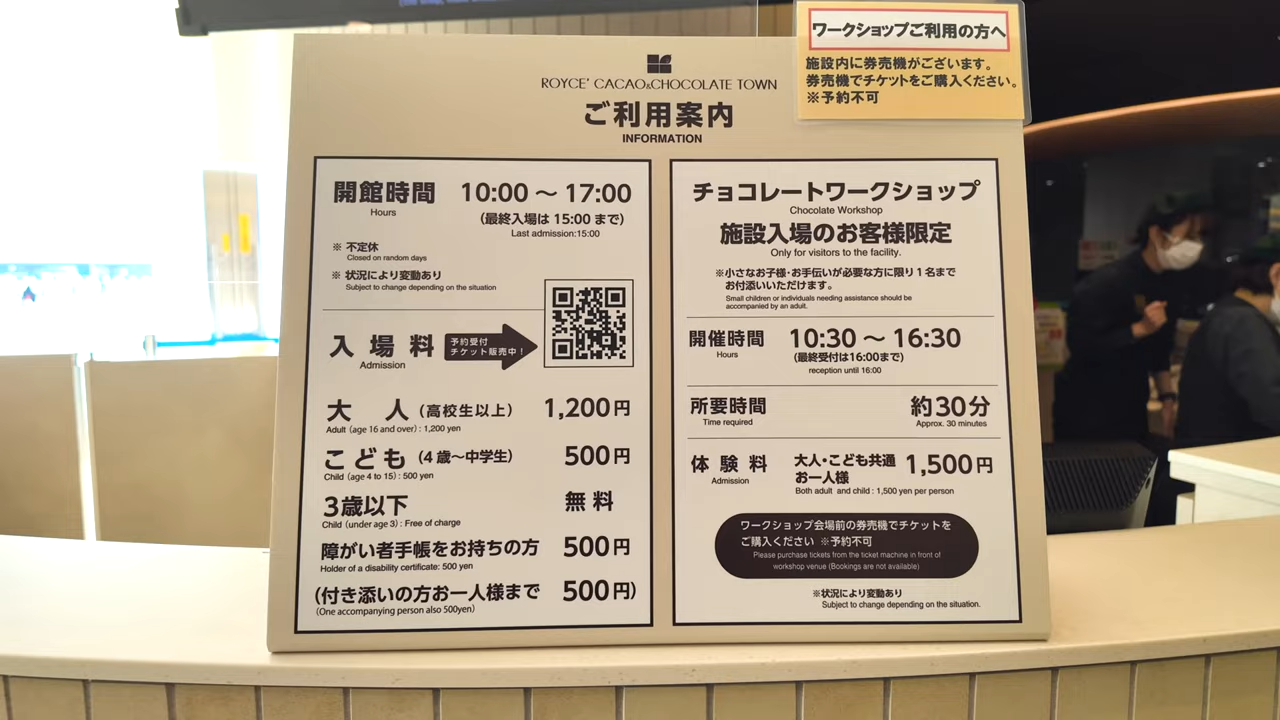 ワークショップご利用の方へ
施設内に券売機がございます。
券売機でチケットをご購入ください。
※予約不可
ROYCE' CACAO&CHOCOLATE TOWN
ご利用案内
INFORMATION
開館時間 10:00 ～ 17:00
Hours
(最終入場は 15:00 まで)
Last admission:15:00
※ 不定休
Closed on random days
※ 状況により変動あり
Subject to change depending on the situation
入場料
Admission
予約受付
チケット販売中！
大 人 (高校生以上) 1,200円
Adult (age 16 and over) : 1,200 yen
こども (4 歳～中学生) 500円
Child (age 4 to 15) : 500 yen
3歳以下 無料
Child (under age 3) : Free of charge
障がい者手帳をお持ちの方 500円
Holder of a disability certificate: 500 yen
(付き添いの方お一人様まで 500円)
(One accompanying person also 500yen)
チョコレートワークショップ
Chocolate Workshop
施設入場のお客様限定
Only for visitors to the facility.
※小さなお子様・お手伝いが必要な方に限り 1 名まで
お付添いいただけます。
Small children or individuals needing assistance should be
accompanied by an adult.
開催時間 10:30 ～ 16:30
Hours
(最終受付は16:00まで)
reception until 16:00
所要時間 約30分
Time required Approx. 30 minutes
体験料 大人・こども共通 1,500円
お一人様
Admission
Both adult and child : 1,500 yen per person
ワークショップ会場前の券売機でチケットを
ご購入ください ※予約不可
Please purchase tickets from the ticket machine in front of
workshop venue (Bookings are not available)
※状況により変動あり
Subject to change depending on the situation.